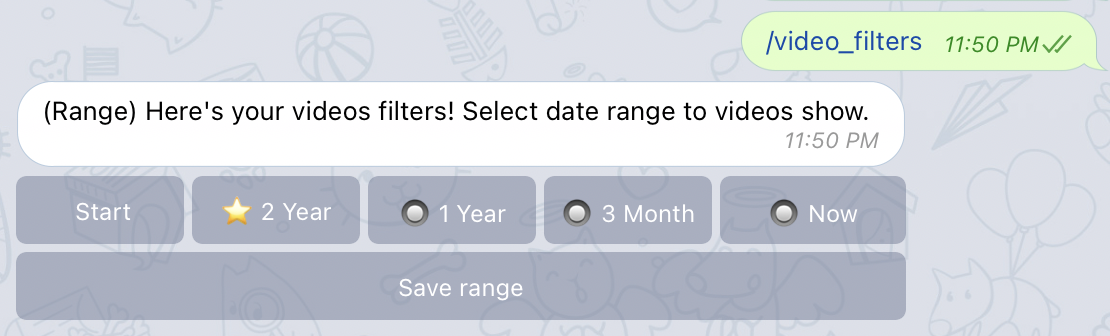 /video_filters 11:50 PM
(Range) Here's your videos filters! Select date range to videos show.
11:50 PM
Start 2 Year 1 Year 3 Month Now
Save range